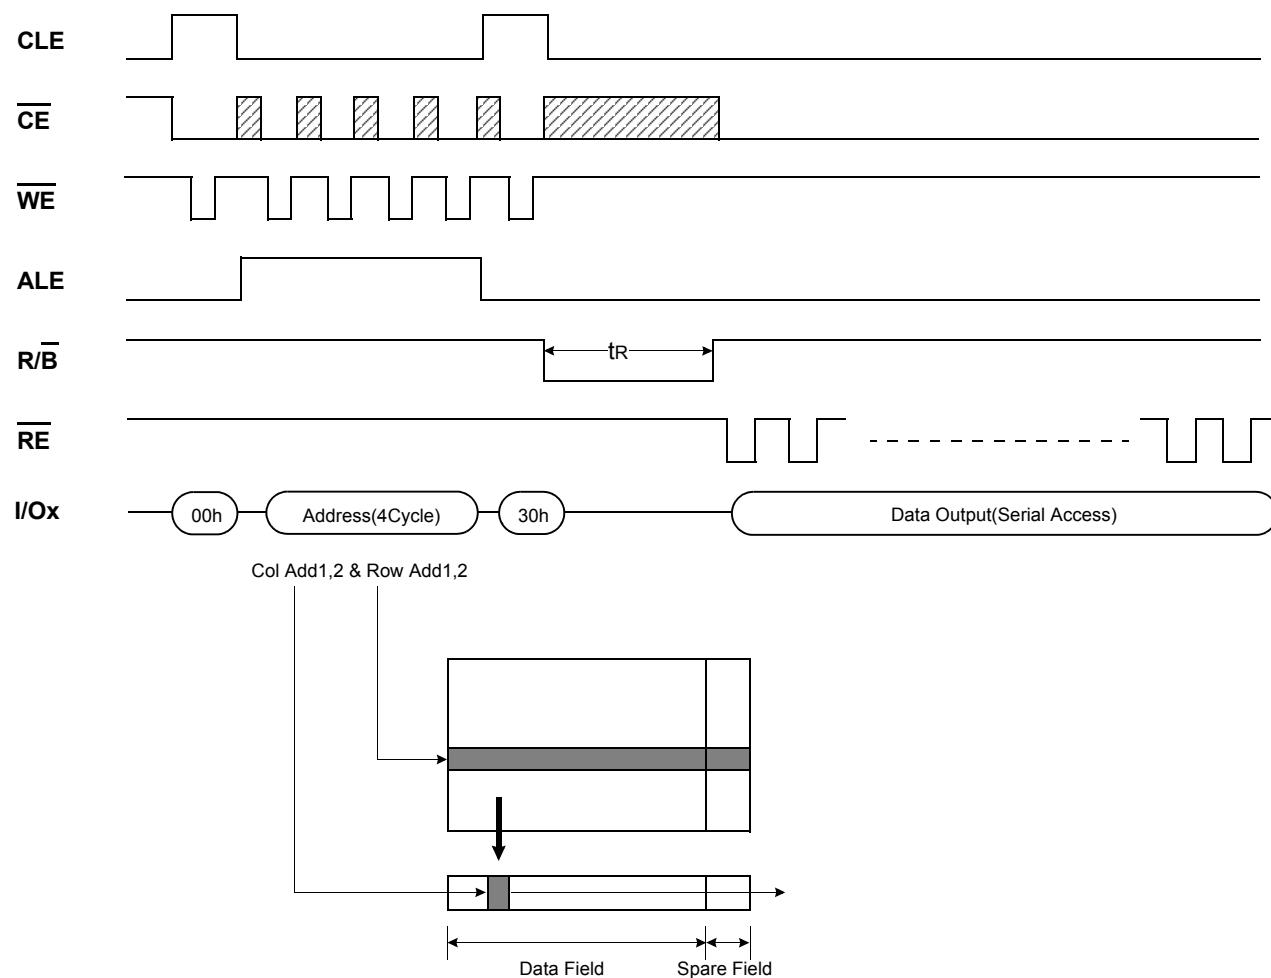 CLE
CE
WE
ALE
R/B
tR
RE
I/Ox
00h
Address(4Cycle)
30h
Data Output(Serial Access)
Col Add1,2 & Row Add1,2
Data Field
Spare Field